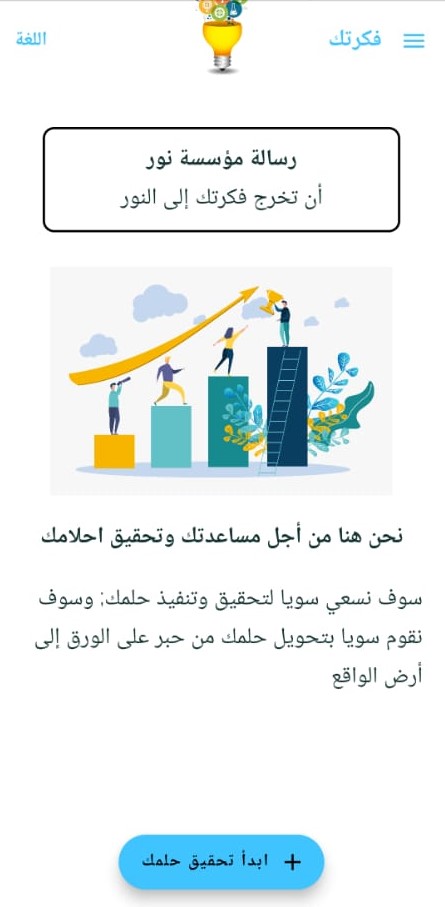 فكرتك
اللغة
رسالة مؤسسة نور
أن تخرج فكرتك إلى النور
نحن هنا من أجل مساعدتك وتحقيق احلامك
سوف نسعي سويا لتحقيق وتنفيذ حلمك; وسوف
نقوم سويا بتحويل حلمك من حبر على الورق إلى
أرض الواقع
+ ابدأ تحقيق حلمك